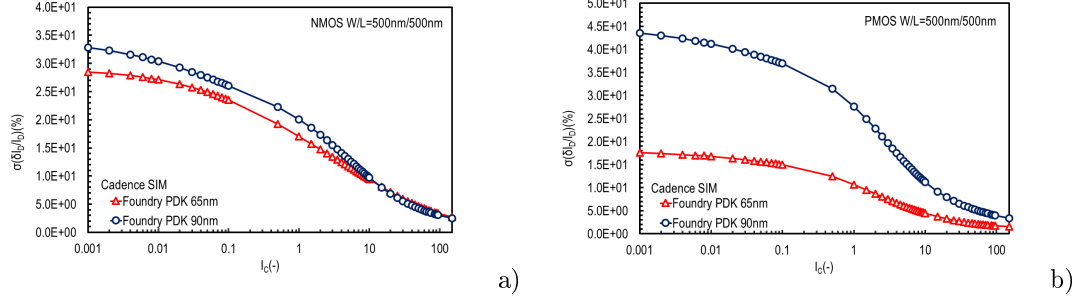 NMOS W/L=500nm/500nm
4.0E+01
3.5E+01
3.0E+01
2.5E+01
2.0E+01
1.5E+01
1.0E+01
5.0E+00
0.0E+00
σ(δI_D/I_D)(%)
Cadence SIM
Foundry PDK 65nm
Foundry PDK 90nm
0.001 0.01 0.1 1 10 100
I_C(-)
a)
PMOS W/L=500nm/500nm
5.0E+01
4.5E+01
4.0E+01
3.5E+01
3.0E+01
2.5E+01
2.0E+01
1.5E+01
1.0E+01
5.0E+00
0.0E+00
σ(δI_D/I_D)(%)
Cadence SIM
Foundry PDK 65nm
Foundry PDK 90nm
0.001 0.01 0.1 1 10 100
I_C(-)
b)